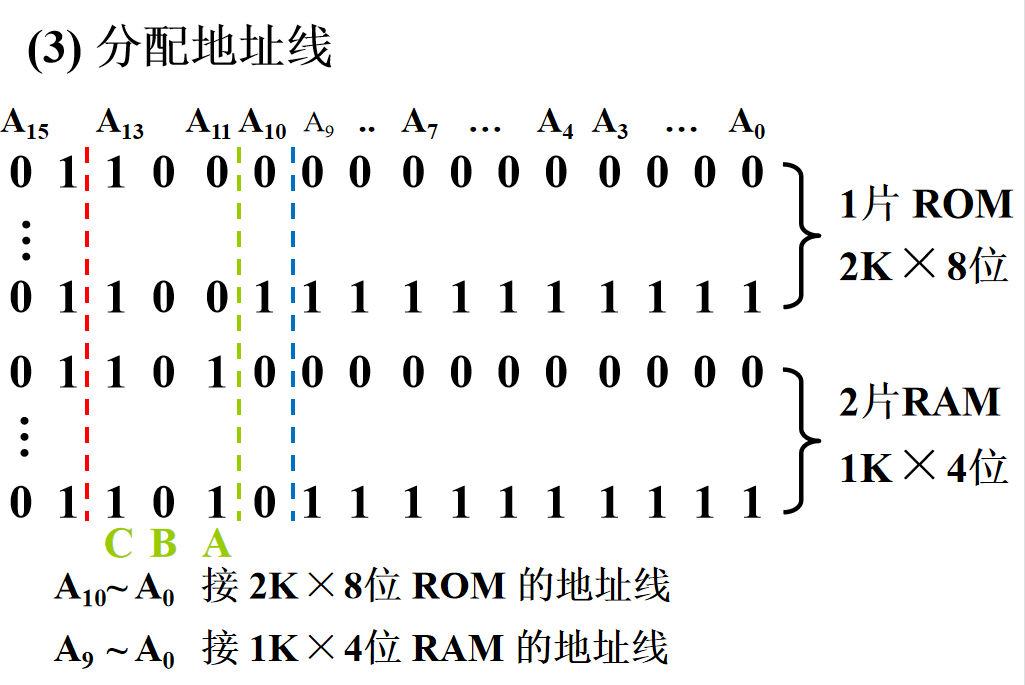 (3) 分配地址线
A15 A13 A11 A10 A9 .. A7 … A4 A3 … A0
0 1 1 0 0 0 0 0 0 0 0 0 0 0 0 0
⋮
0 1 1 0 0 1 1 1 1 1 1 1 1 1 1 1
1片 ROM
2K × 8位
0 1 1 0 1 0 0 0 0 0 0 0 0 0 0 0
⋮
0 1 1 0 1 0 1 1 1 1 1 1 1 1 1 1
2片RAM
1K × 4位
C B A
A10~ A0 接 2K × 8位 ROM 的地址线
A9 ~ A0 接 1K × 4位 RAM 的地址线